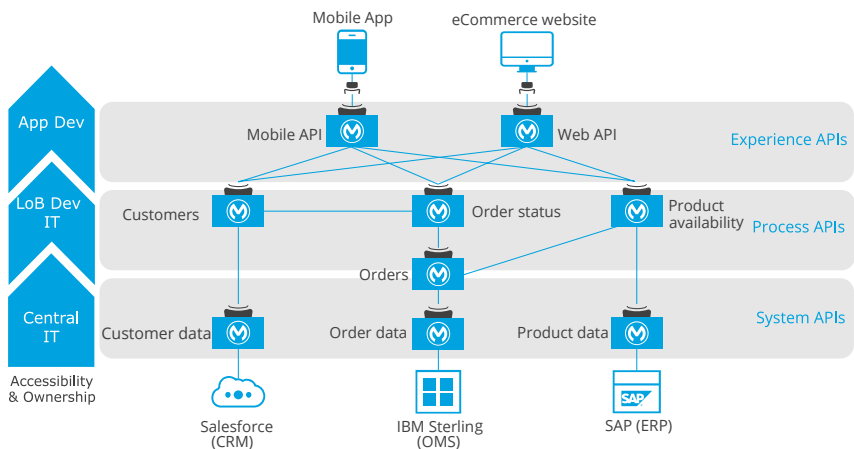 Mobile App
eCommerce website
App Dev
Mobile API
Web API
Experience APIs
LoB Dev
IT
Customers
Order status
Product
availability
Process APIs
Orders
Central
IT
Customer data
Order data
Product data
System APIs
Accessibility
& Ownership
Salesforce
(CRM)
IBM Sterling
(OMS)
SAP
SAP (ERP)